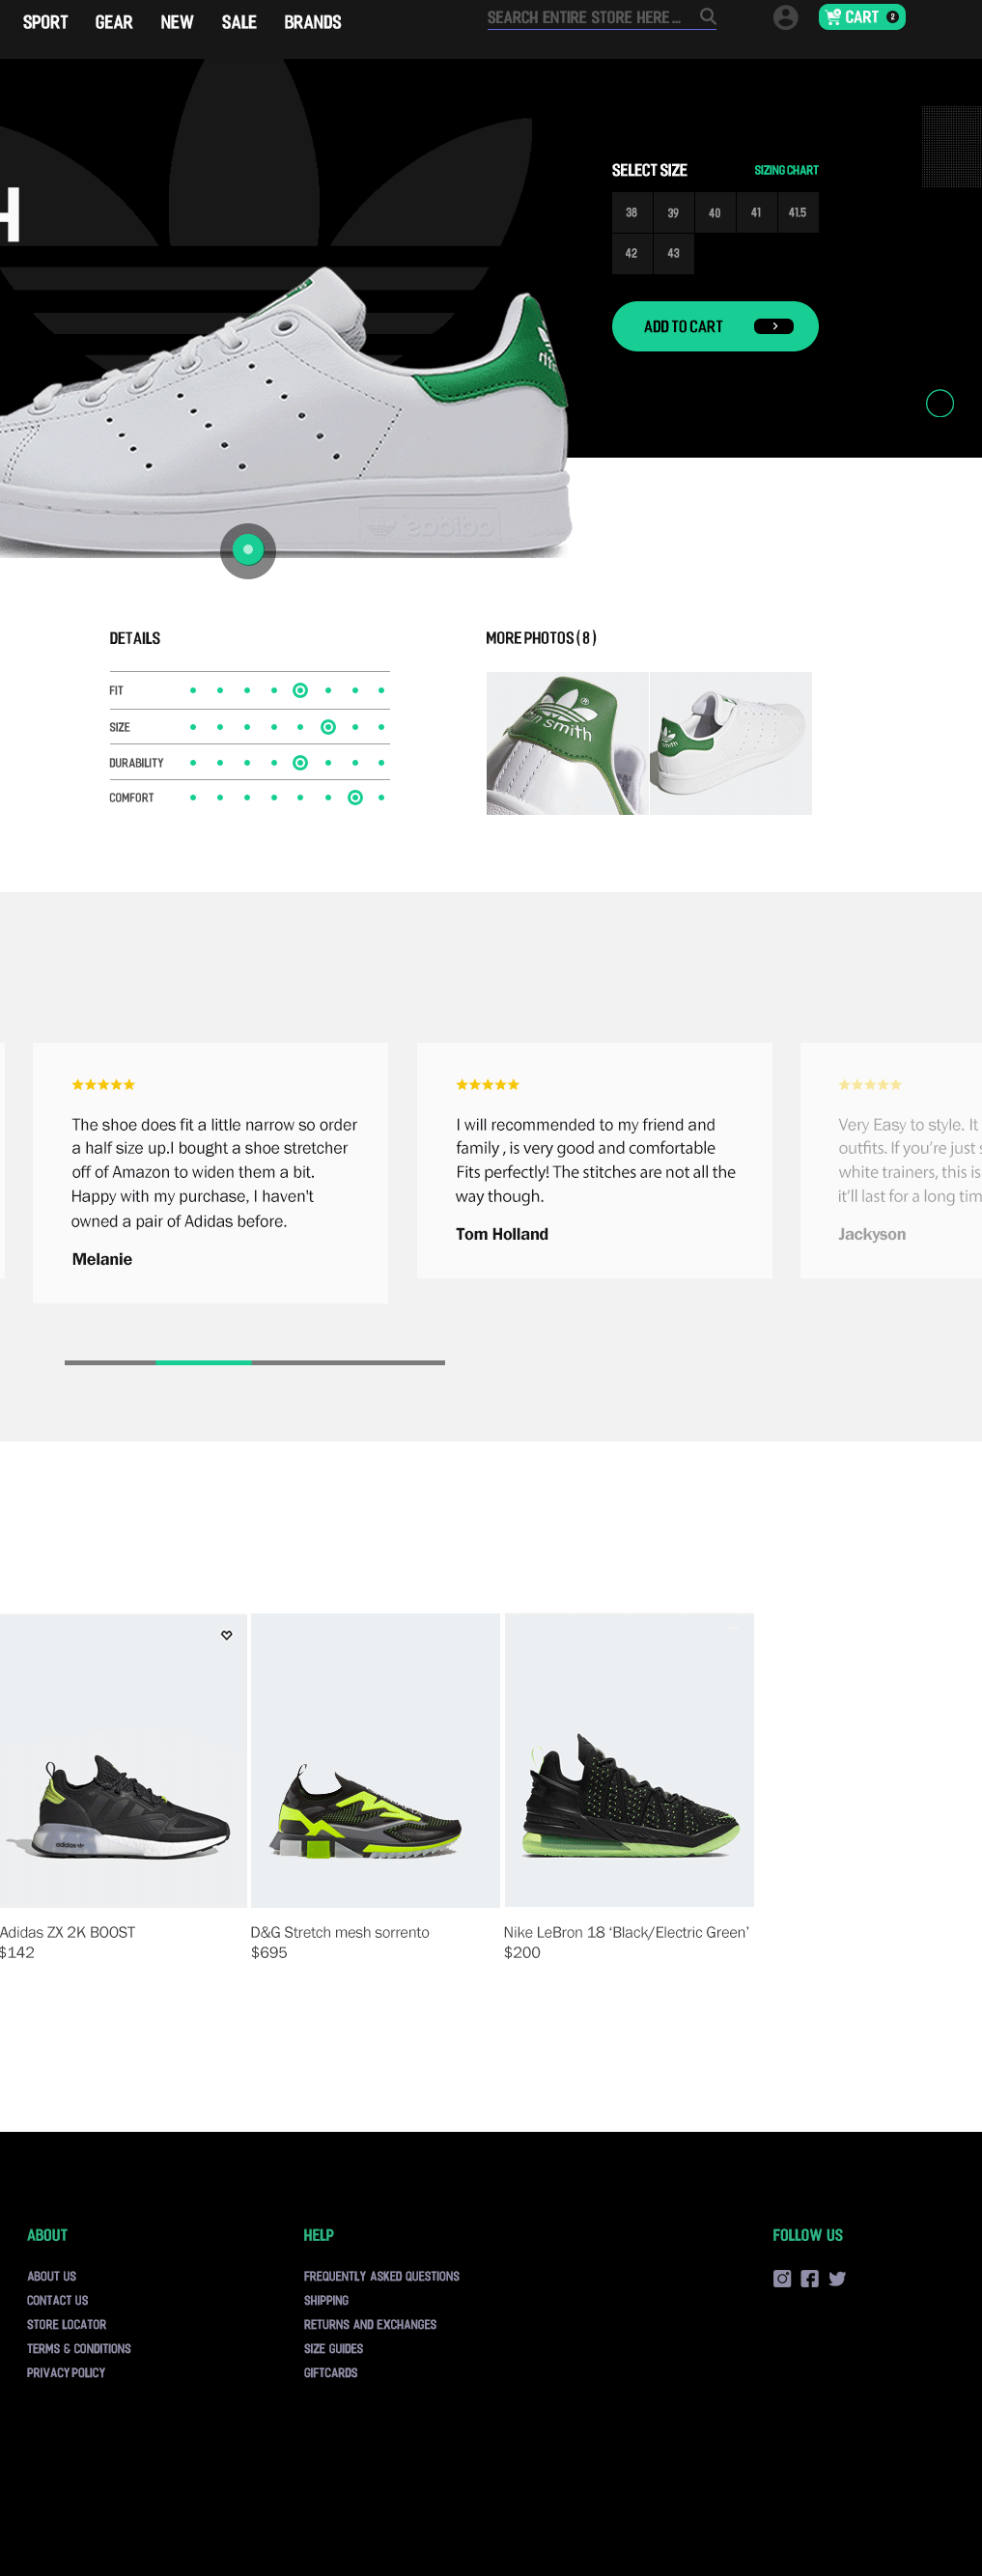 SPORT GEAR NEW SALE BRANDS
SEARCH ENTIRE STORE HERE ...
CART 2
H
SELECT SIZE
SIZING CHART
38 39 40 41 41.5
42 43
ADD TO CART
adidas
DETAILS
FIT
SIZE
DURABILITY
COMFORT
MORE PHOTOS ( 8 )
an smith
smith
The shoe does fit a little narrow so order
a half size up.I bought a shoe stretcher
off of Amazon to widen them a bit.
Happy with my purchase, I haven't
owned a pair of Adidas before.
Melanie
I will recommended to my friend and
family , is very good and comfortable
Fits perfectly! The stitches are not all the
way though.
Tom Holland
Very Easy to style. It
outfits. If you’re just s
white trainers, this is
it’ll last for a long tim
Jackyson
adidas
Adidas ZX 2K BOOST
$142
D&G Stretch mesh sorrento
$695
Nike LeBron 18 ‘Black/Electric Green’
$200
ABOUT
ABOUT US
CONTACT US
STORE LOCATOR
TERMS & CONDITIONS
PRIVACY POLICY
HELP
FREQUENTLY ASKED QUESTIONS
SHIPPING
RETURNS AND EXCHANGES
SIZE GUIDES
GIFTCARDS
FOLLOW US